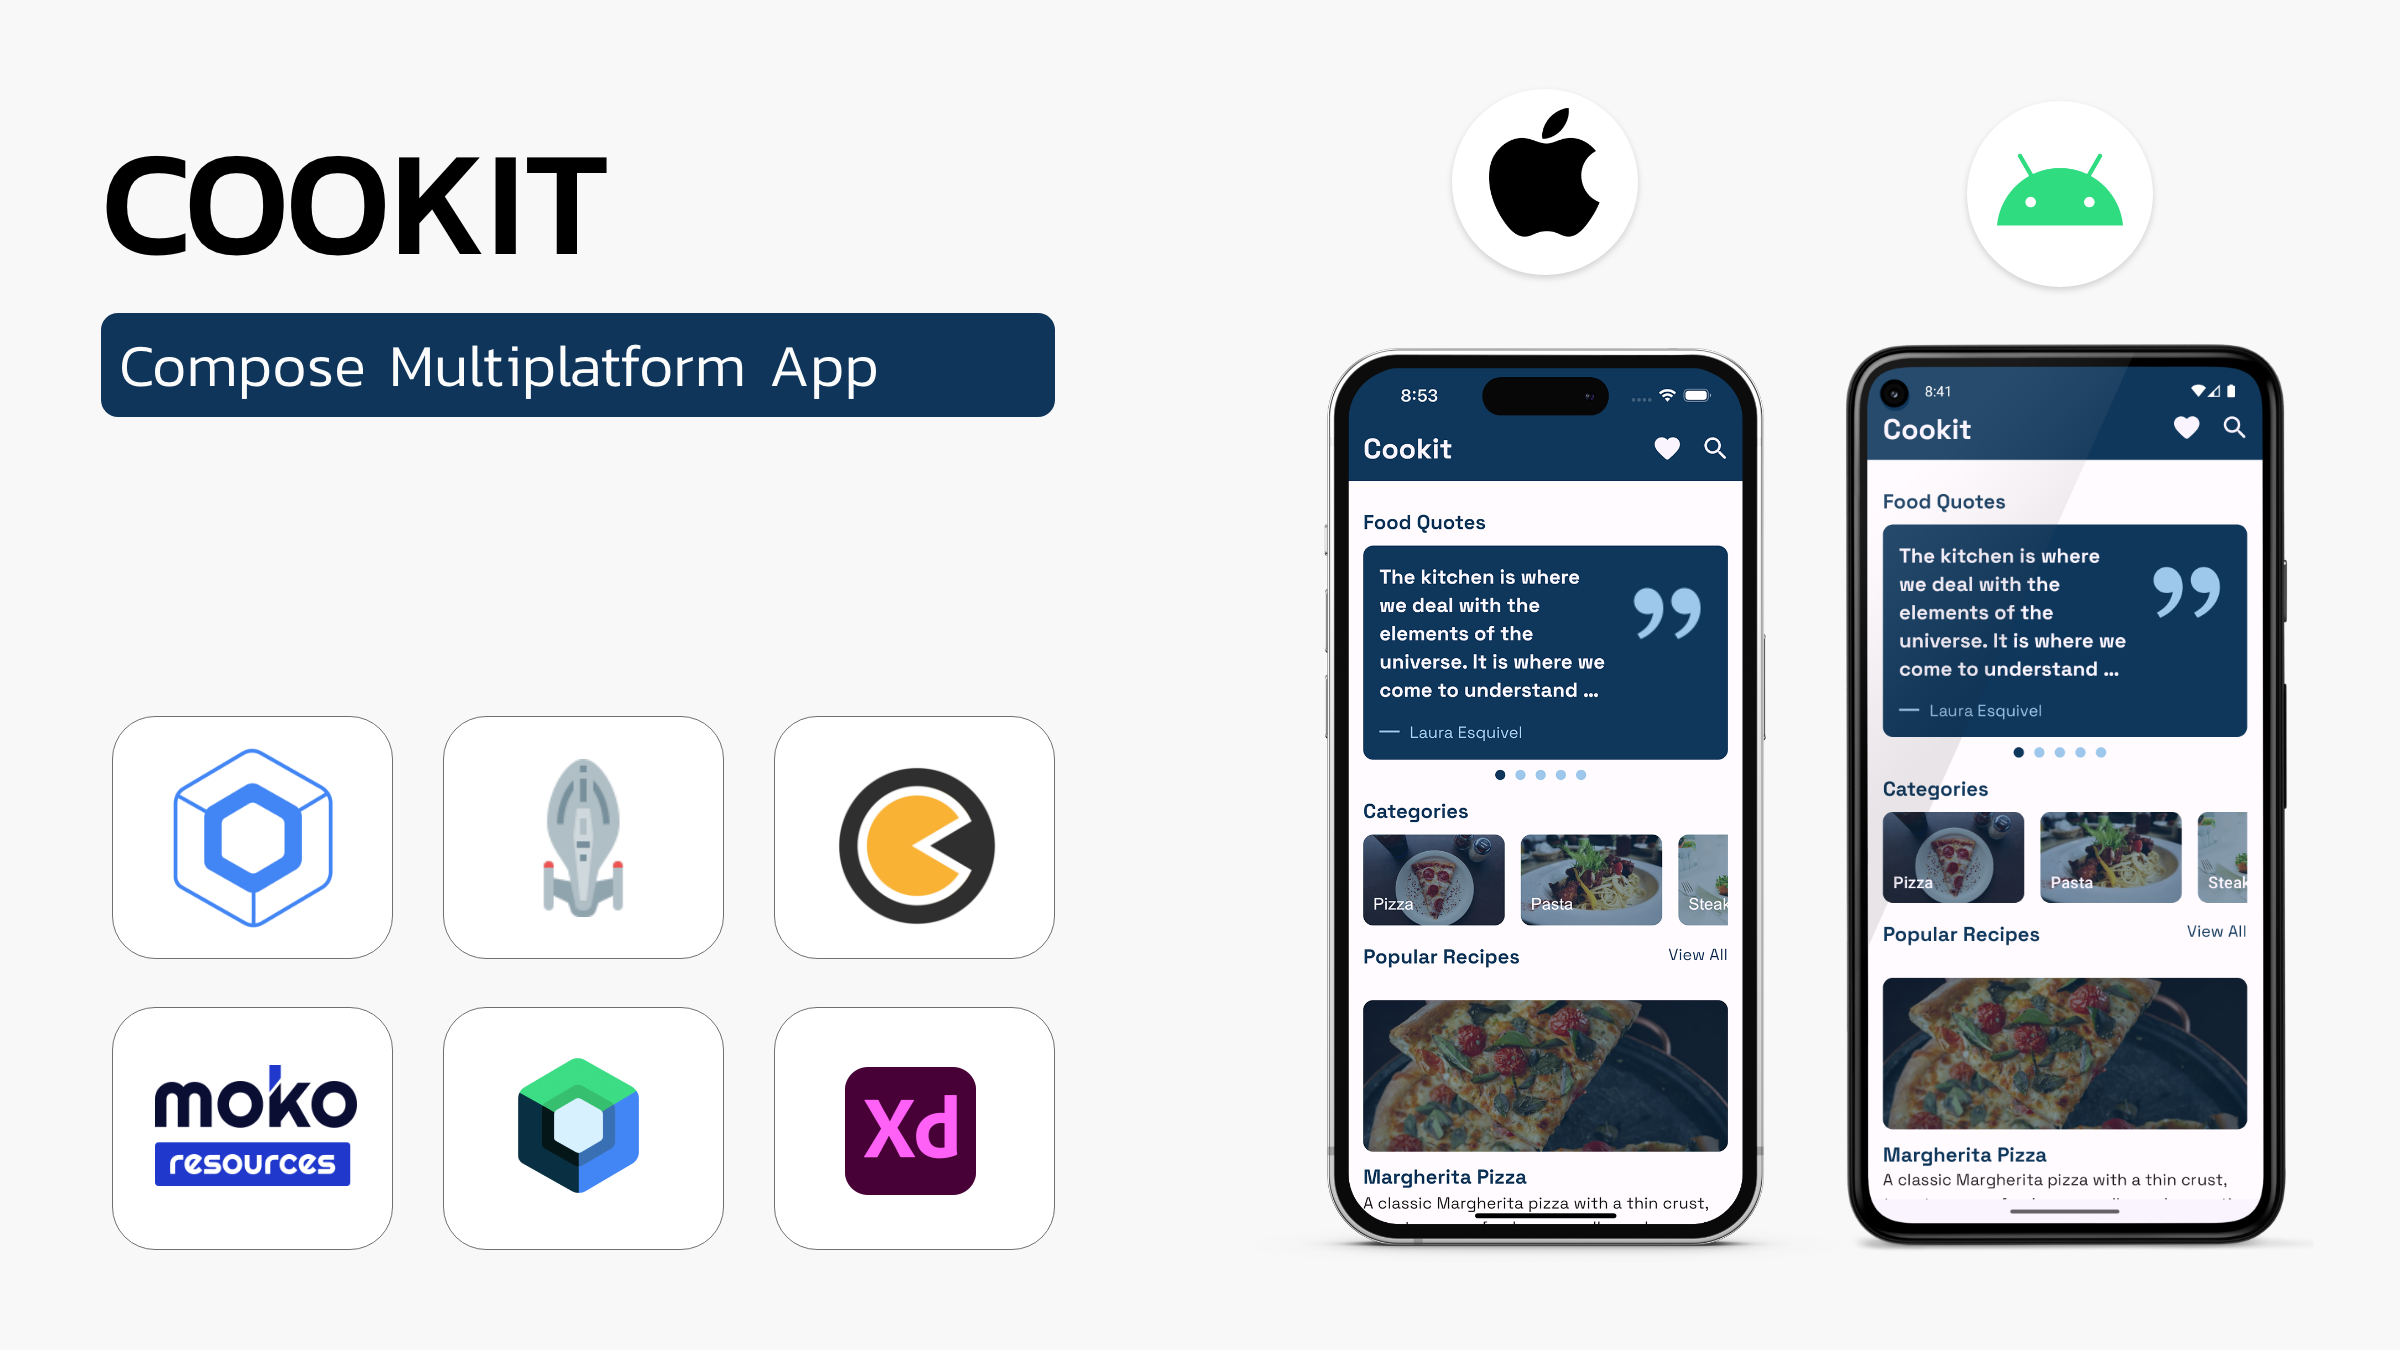 COOKIT
Compose Multiplatform App
moko
resources
Xd
8:53
Cookit
Food Quotes
The kitchen is where
we deal with the
elements of the
universe. It is where we
come to understand ...
— Laura Esquivel
Categories
Pizza
Pasta
Steak
Popular Recipes
View All
Margherita Pizza
A classic Margherita pizza with a thin crust,
8:41
Cookit
Food Quotes
The kitchen is where
we deal with the
elements of the
universe. It is where we
come to understand ...
— Laura Esquivel
Categories
Pizza
Pasta
Steak
Popular Recipes
View All
Margherita Pizza
A classic Margherita pizza with a thin crust,